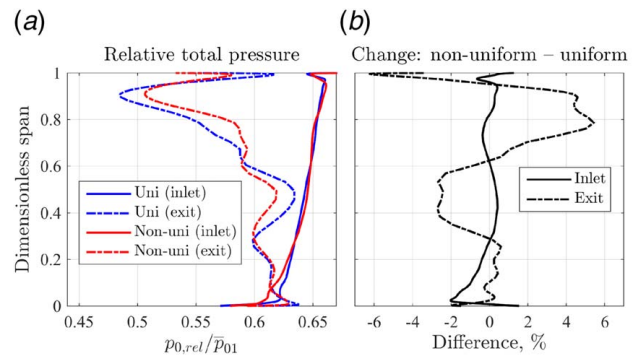 (a)
Relative total pressure
Dimensionless span
1
0.8
0.6
0.4
0.2
0
Uni (inlet)
Uni (exit)
Non-uni (inlet)
Non-uni (exit)
0.45 0.5 0.55 0.6 0.65
p0,rel/p̅01
(b)
Change: non-uniform – uniform
Inlet
Exit
-6 -4 -2 0 2 4 6
Difference, %